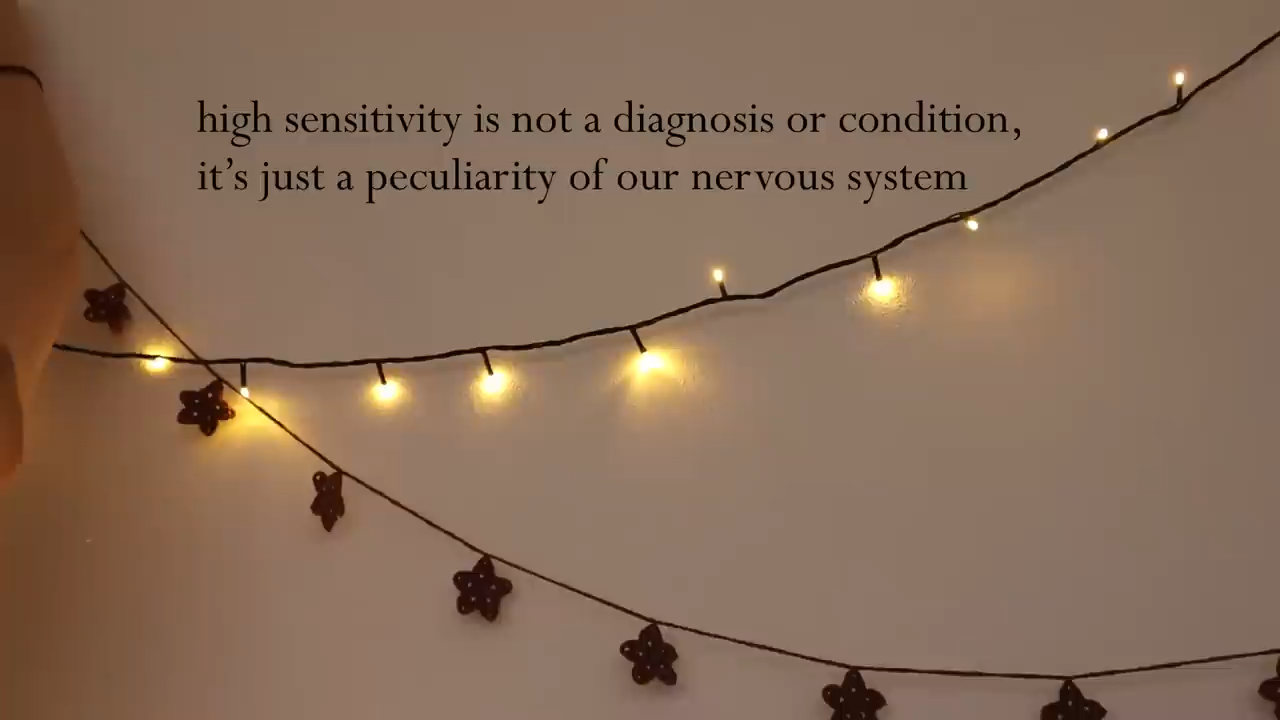 high sensitivity is not a diagnosis or condition,
it’s just a peculiarity of our nervous system